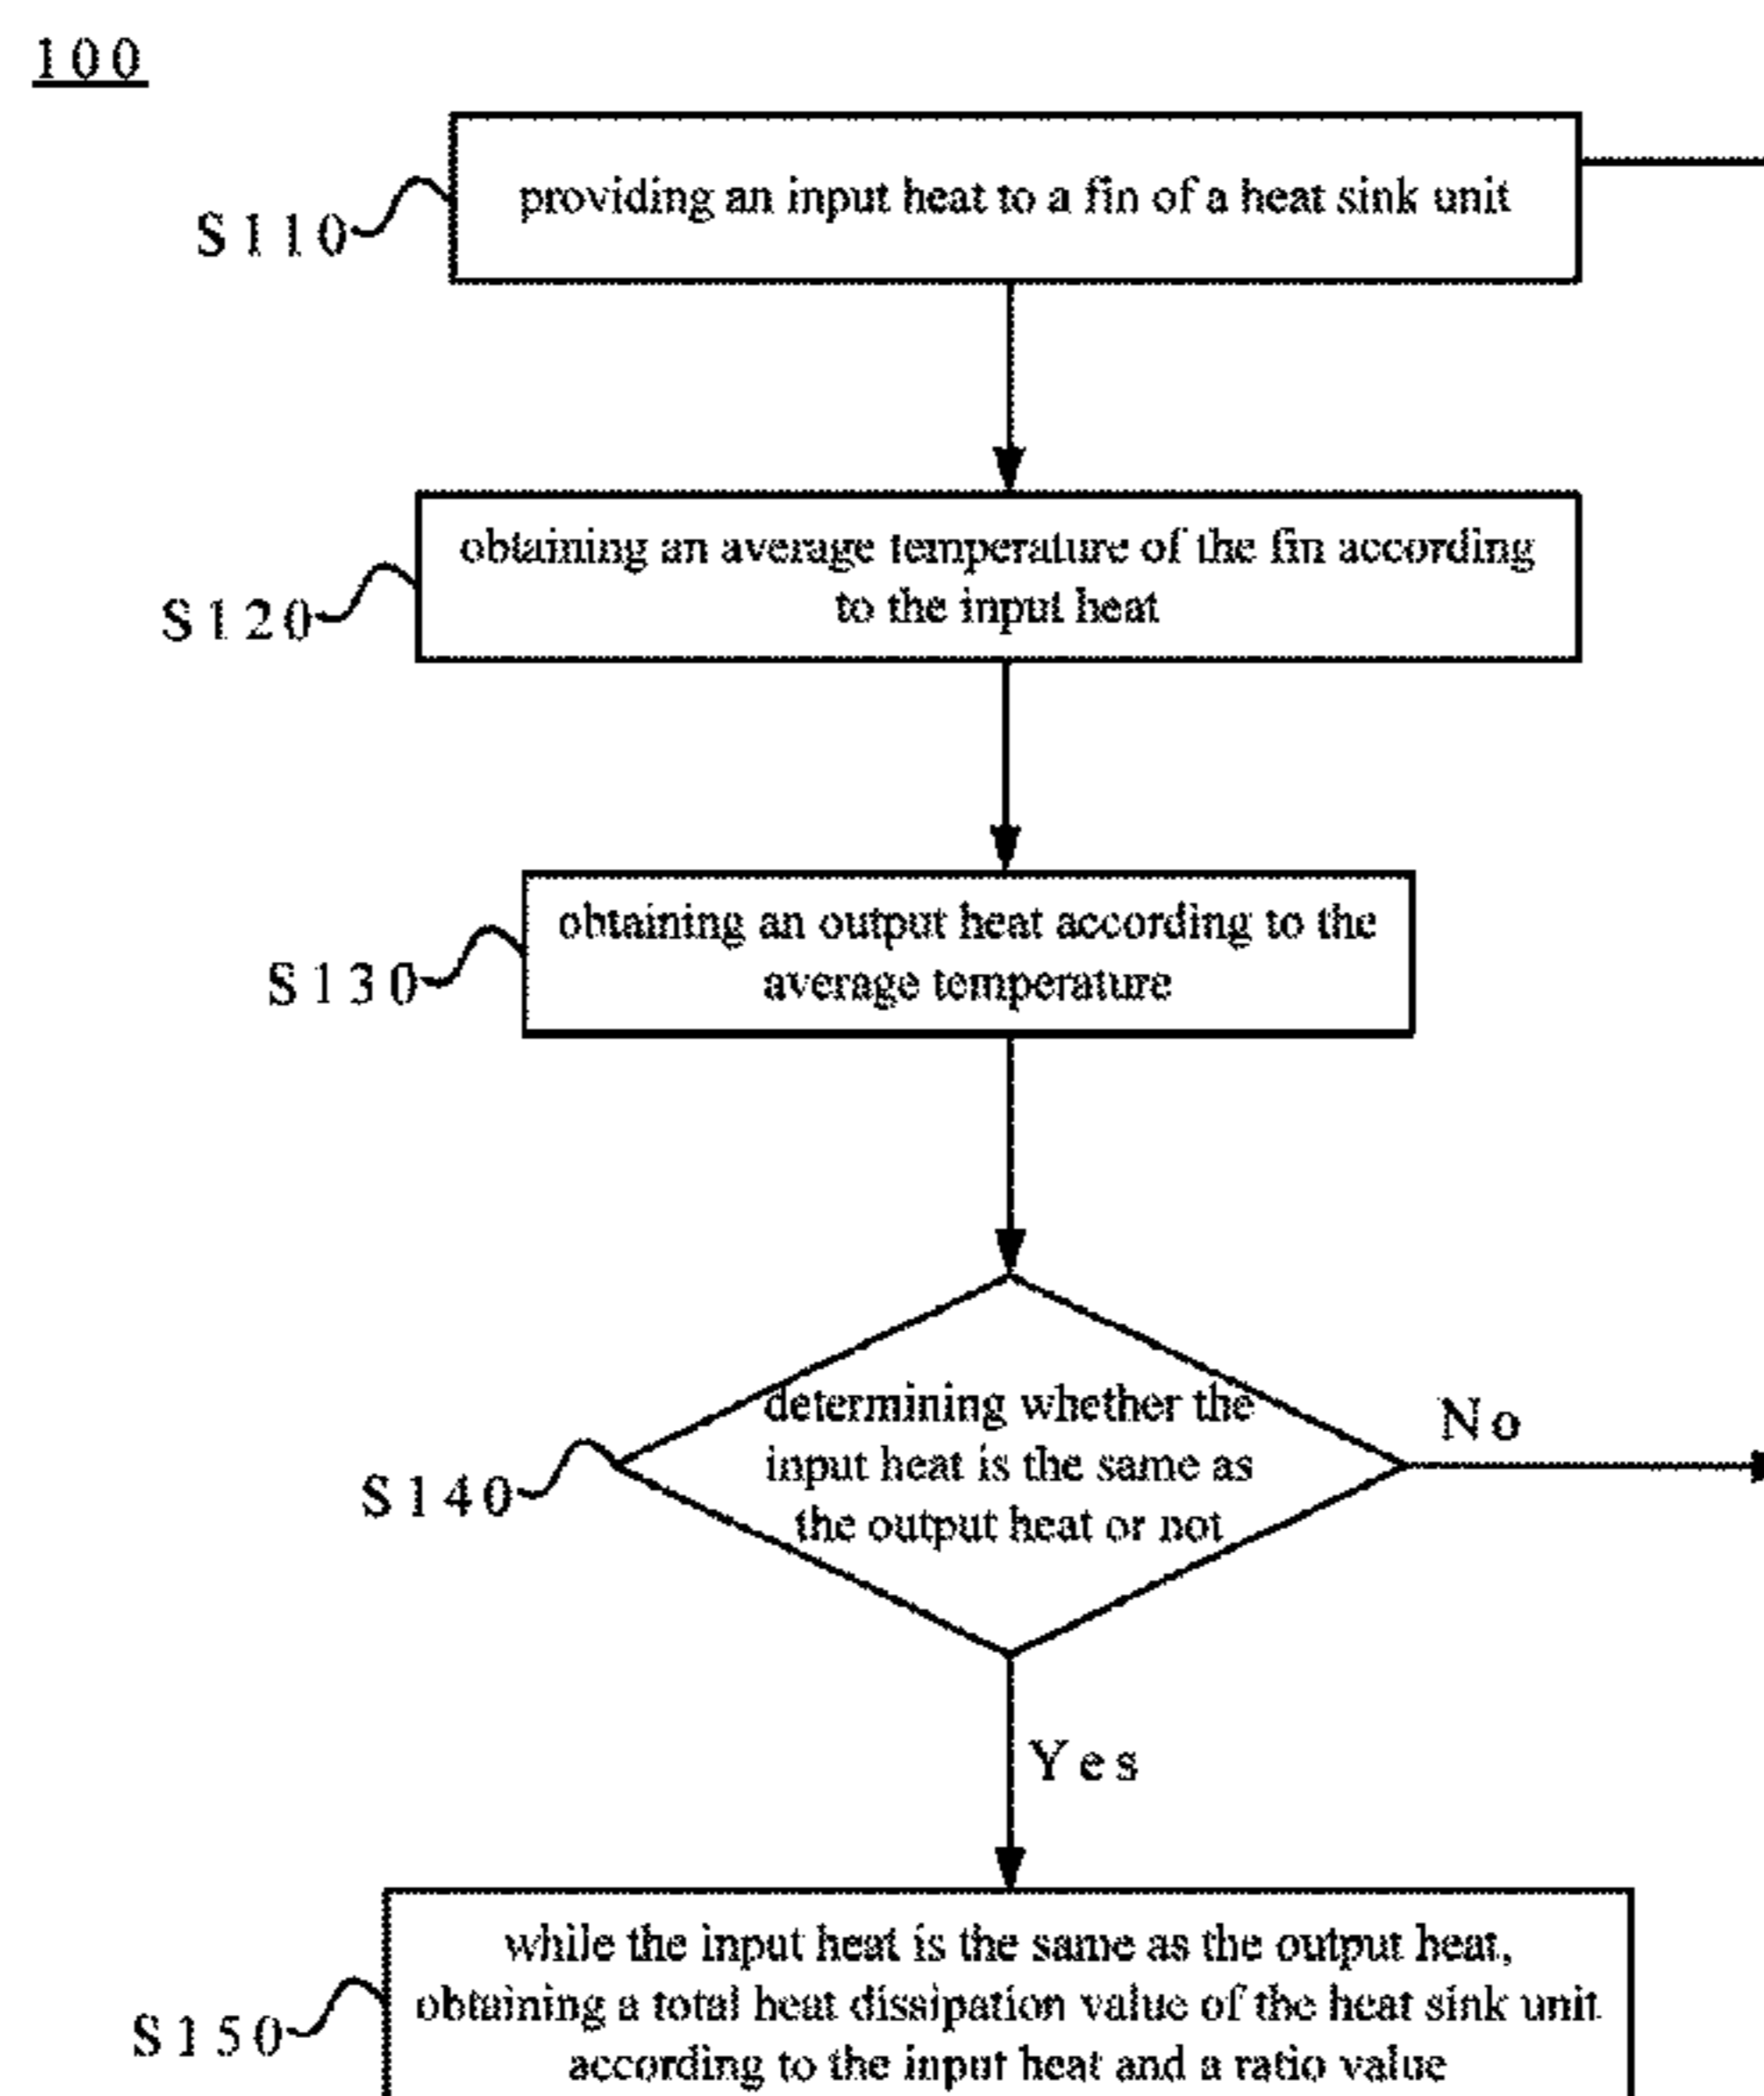 100
providing an input heat to a fin of a heat sink unit
S110
obtaining an average temperature of the fin according
to the input heat
S120
obtaining an output heat according to the
average temperature
S130
determining whether the
input heat is the same as
the output heat or not
No
S140
Yes
while the input heat is the same as the output heat,
obtaining a total heat dissipation value of the heat sink unit
according to the input heat and a ratio value
S150